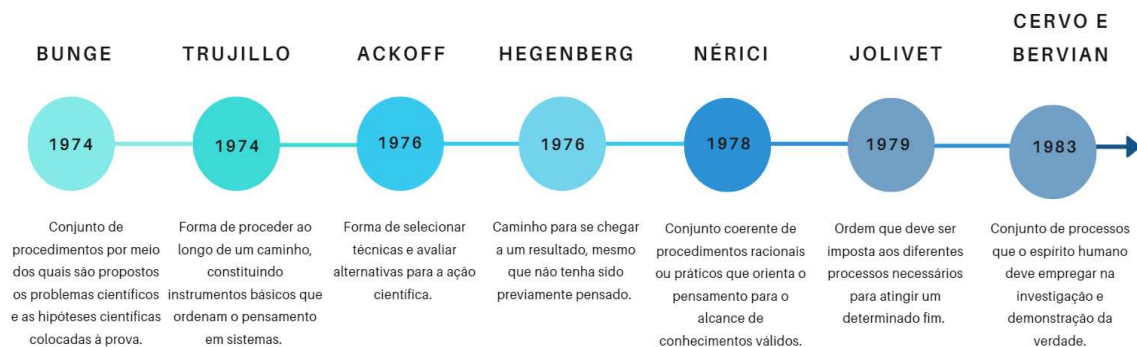 BUNGE
TRUJILLO
ACKOFF
HEGENBERG
NÉRICI
JOLIVET
CERVO E
BERVIAN
1974
1974
1976
1976
1978
1979
1983
Conjunto de
procedimentos por meio
dos quais são propostos
os problemas científicos
e as hipóteses científicas
colocadas à prova.
Forma de proceder ao
longo de um caminho,
constituindo
instrumentos básicos que
ordenam o pensamento
em sistemas.
Forma de selecionar
técnicas e avaliar
alternativas para a ação
científica.
Caminho para se chegar
a um resultado, mesmo
que não tenha sido
previamente pensado.
Conjunto coerente de
procedimentos racionais
ou práticos que orienta o
pensamento para o
alcance de
conhecimentos válidos.
Ordem que deve ser
imposta aos diferentes
processos necessários
para atingir um
determinado fim.
Conjunto de processos
que o espírito humano
deve empregar na
investigação e
demonstração da
verdade.